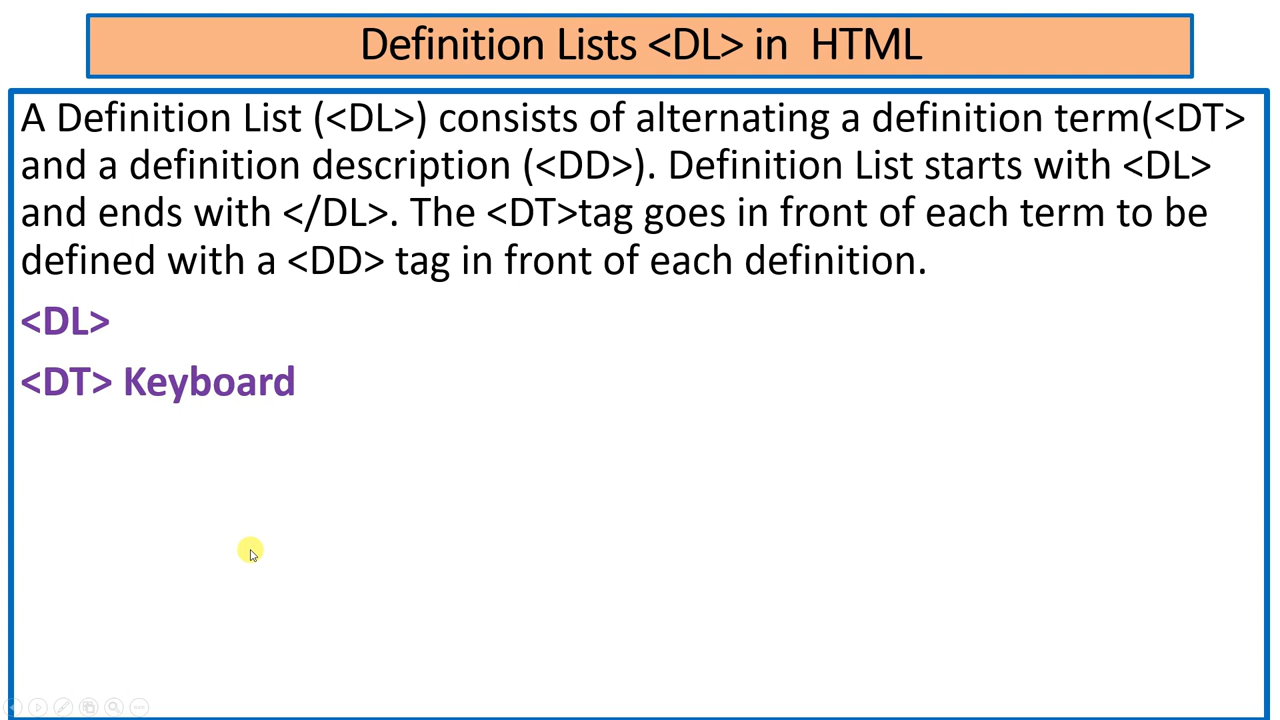 Definition Lists <DL> in  HTML
A Definition List (<DL>) consists of alternating a definition term(<DT>
and a definition description (<DD>). Definition List starts with <DL>
and ends with </DL>. The <DT>tag goes in front of each term to be
defined with a <DD> tag in front of each definition.
<DL>
<DT> Keyboard